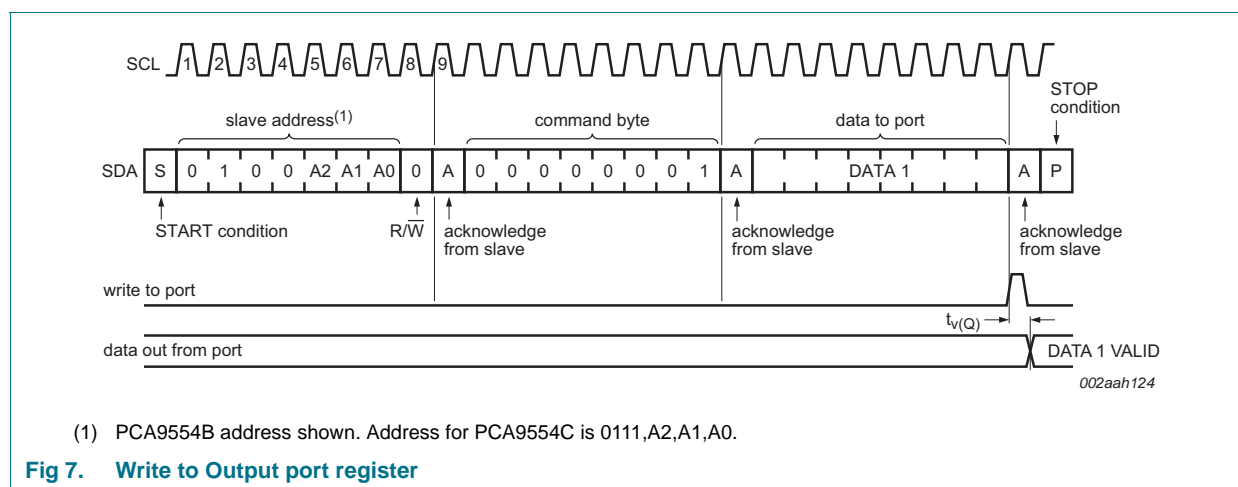 SCL 1 2 3 4 5 6 7 8 9
STOP
condition
slave address(1) command byte data to port
SDA S 0 1 0 0 A2 A1 A0 0 A 0 0 0 0 0 0 0 1 A DATA 1 A P
START condition R/W acknowledge from slave acknowledge from slave acknowledge from slave
write to port
tv(Q)
data out from port DATA 1 VALID
002aah124
(1) PCA9554B address shown. Address for PCA9554C is 0111,A2,A1,A0.
Fig 7. Write to Output port register